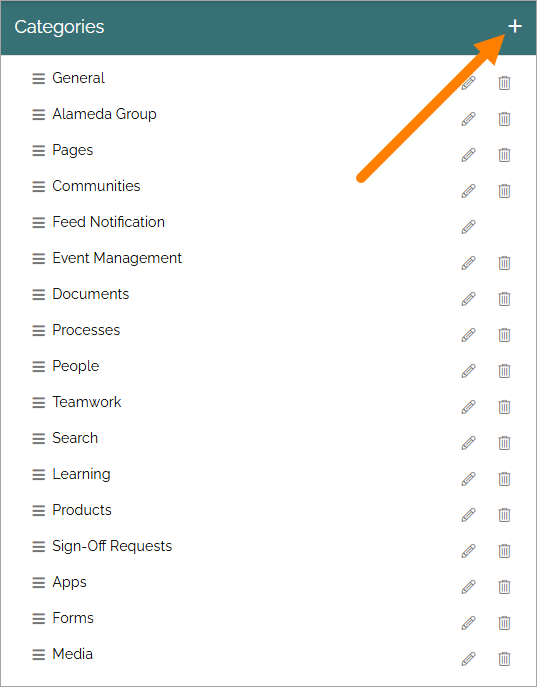 Categories
General
Alameda Group
Pages
Communities
Feed Notification
Event Management
Documents
Processes
People
Teamwork
Search
Learning
Products
Sign-Off Requests
Apps
Forms
Media